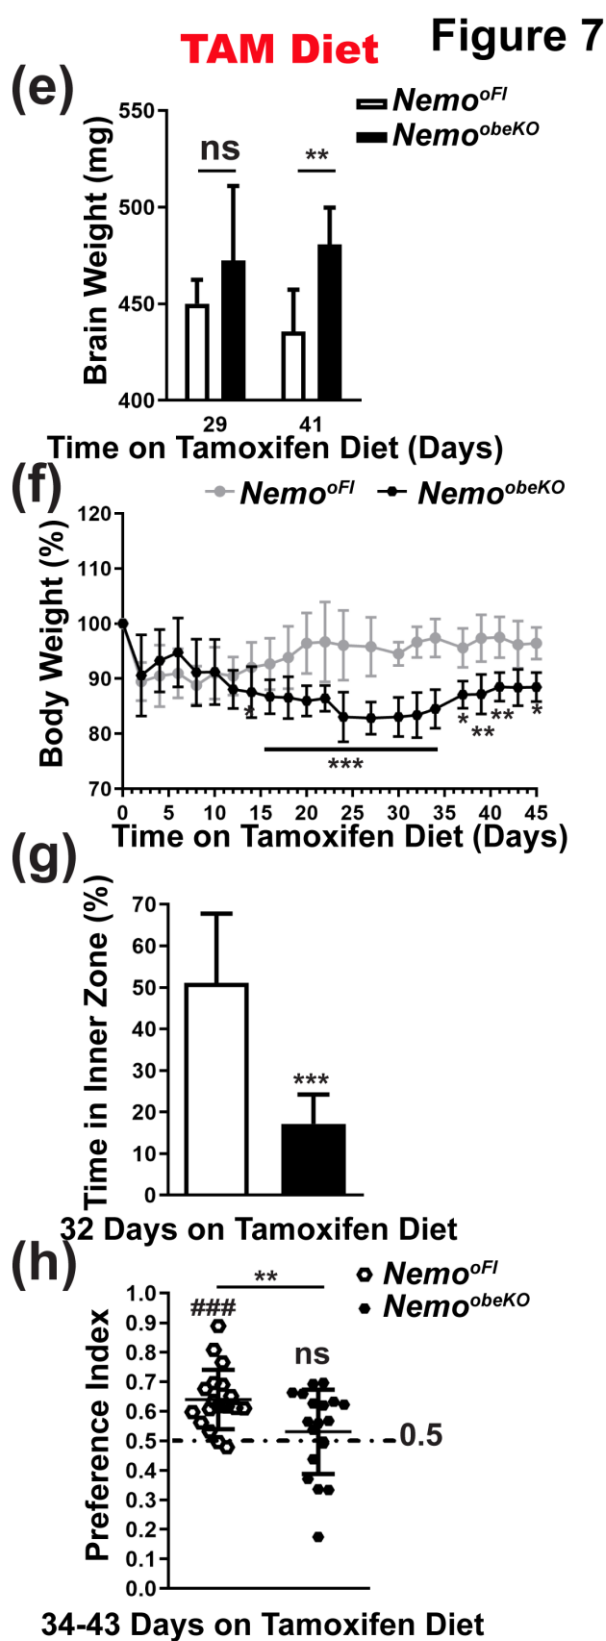 Figure 7
TAM Diet
(e)
Nemo^oFl
Nemo^obeKO
Brain Weight (mg)
550
500
450
400
ns
**
29 41
Time on Tamoxifen Diet (Days)
(f)
Nemo^oFl Nemo^obeKO
Body Weight (%)
120
110
100
90
80
70
*
***
* ** ** *
0 5 10 15 20 25 30 35 40 45
Time on Tamoxifen Diet (Days)
(g)
Time in Inner Zone (%)
70
60
50
40
30
20
10
0
***
32 Days on Tamoxifen Diet
(h)
Nemo^oFl
Nemo^obeKO
Preference Index
1.0
0.9
0.8
0.7
0.6
0.5
0.4
0.3
0.2
0.1
0.0
###
**
ns
0.5
34-43 Days on Tamoxifen Diet